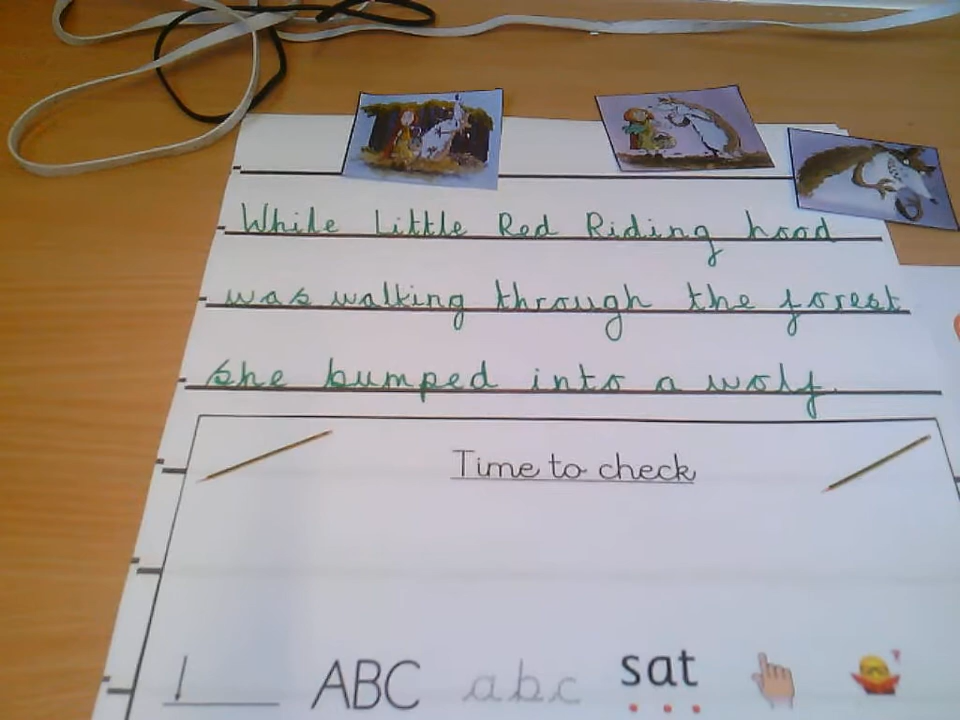 While Little Red Riding hood
was walking through the forest
she bumped into a wolf.
Time to check
ABC abc sat